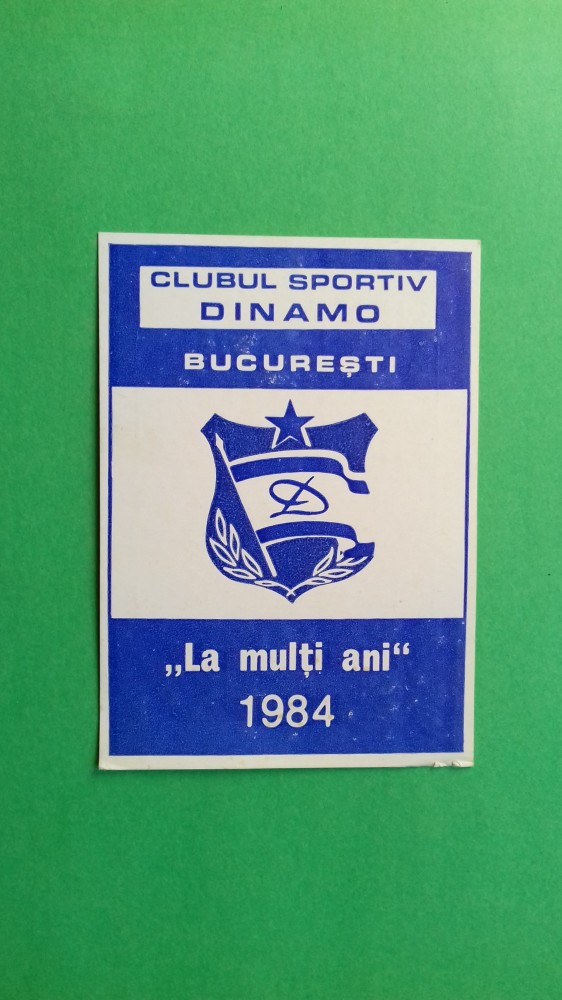 CLUBUL SPORTIV
DINAMO
BUCUREȘTI
D
„La mulți ani“
1984